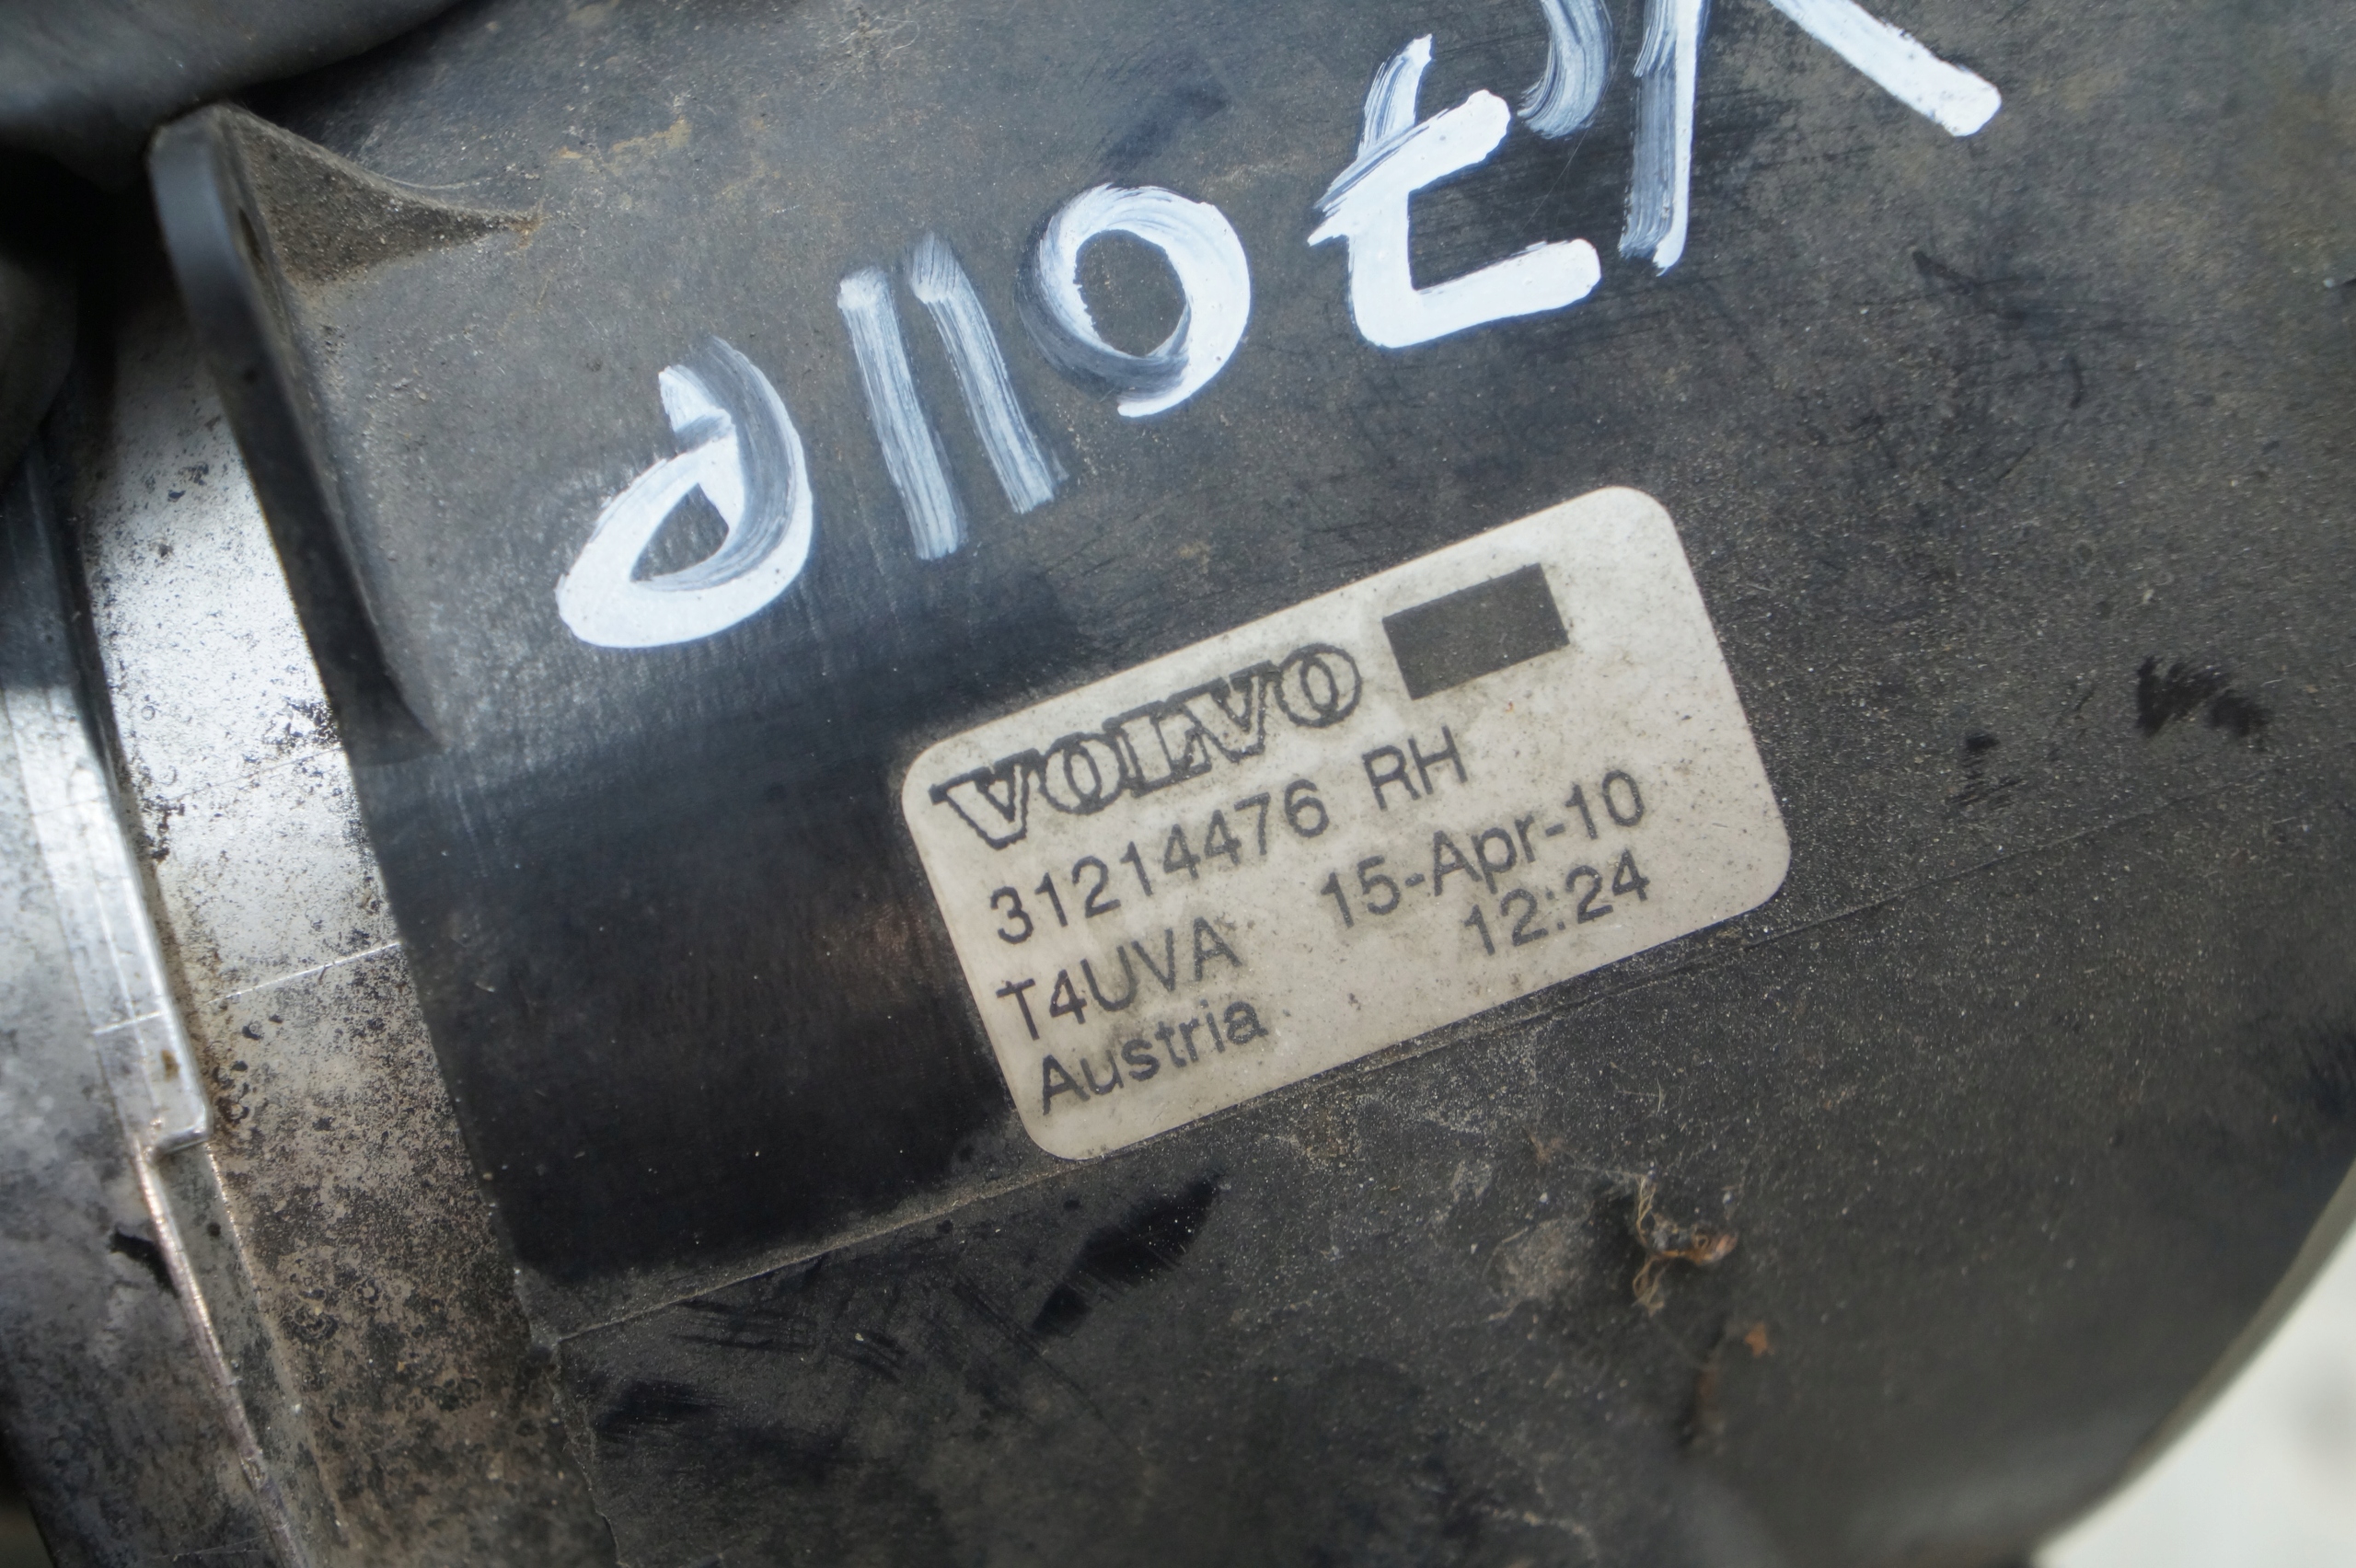 VOLVO
31214476 RH
T4UVA 15-Apr-10
12:24
Austria